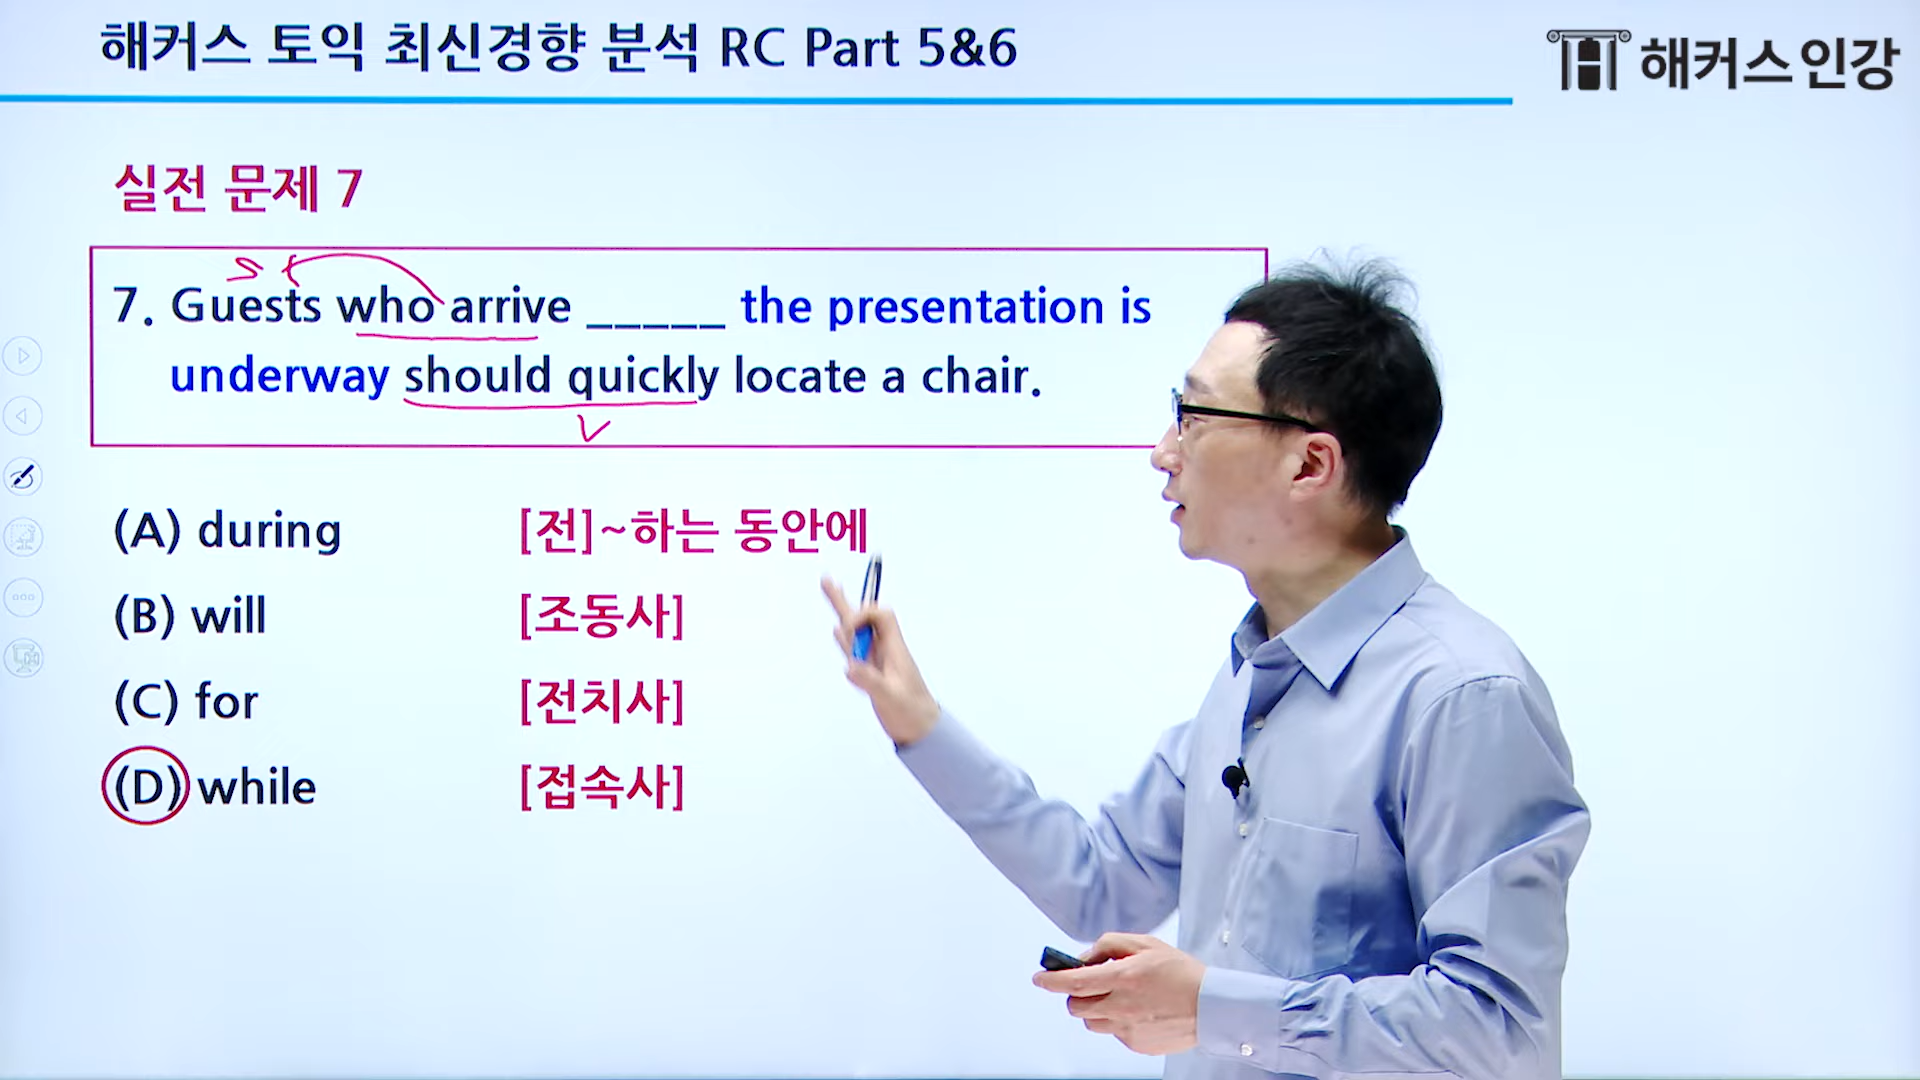 해커스 토익 최신경향 분석 RC Part 5&6
해커스인강
실전 문제 7
S
7. Guests who arrive _____ the presentation is
underway should quickly locate a chair.
V
(A) during [전]~하는 동안에
(B) will [조동사]
(C) for [전치사]
(D) while [접속사]